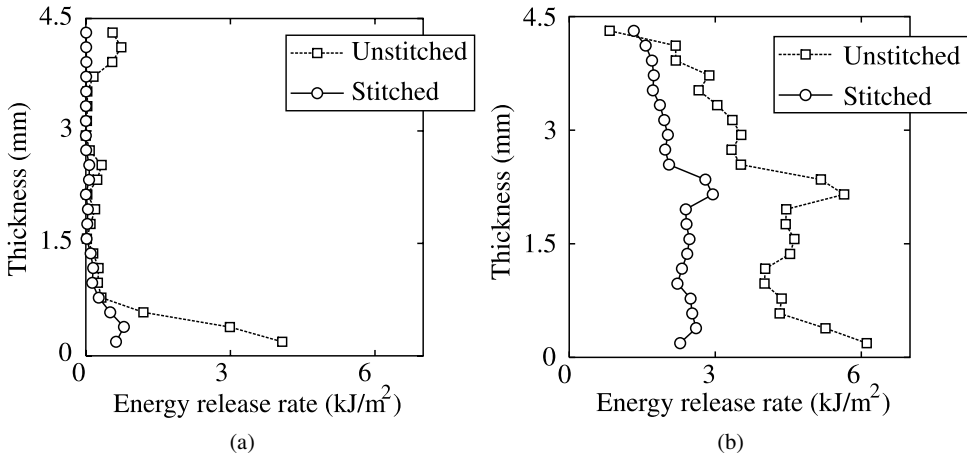 4.5
3
1.5
0
Thickness (mm)
Unstitched
Stitched
0
3
6
Energy release rate (kJ/m²)
(a)
4.5
3
1.5
0
Thickness (mm)
Unstitched
Stitched
0
3
6
Energy release rate (kJ/m²)
(b)